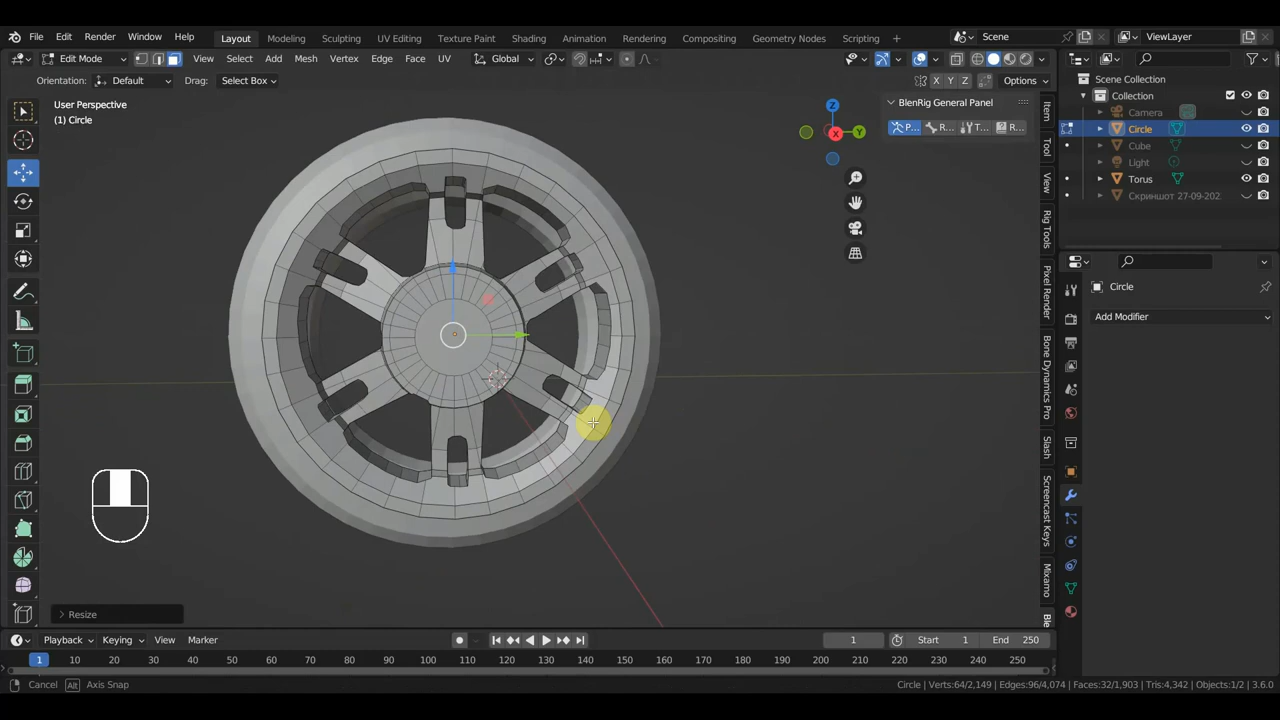 File Edit Render Window Help Layout Modeling Sculpting UV Editing Texture Paint Shading Animation Rendering Compositing Geometry Nodes Scripting Scene ViewLayer
Edit Mode View Select Add Mesh Vertex Edge Face UV Global
Orientation: Default Drag: Select Box X Y Z Options
User Perspective
(1) Circle
BlenRig General Panel
P... R... T... R...
Z
Y
X
Item
Tool
View
Rig Tools
Pixel Render
Bone Dynamics Pro
Slash
Screencast Keys
Mixamo
Scene Collection
Collection
Camera
Circle
Cube
Light
Torus
Скриншот 27-09-202
Circle
Add Modifier
Resize
Playback Keying View Marker 1 Start 1 End 250
1 10 20 30 40 50 60 70 80 90 100 110 120 130 140 150 160 170 180 190 200 210 220 230 240 250
Cancel Alt Axis Snap Circle | Verts:64/2,149 | Edges:96/4,074 | Faces:32/1,903 | Tris:4,342 | Objects:1/2 | 3.6.0